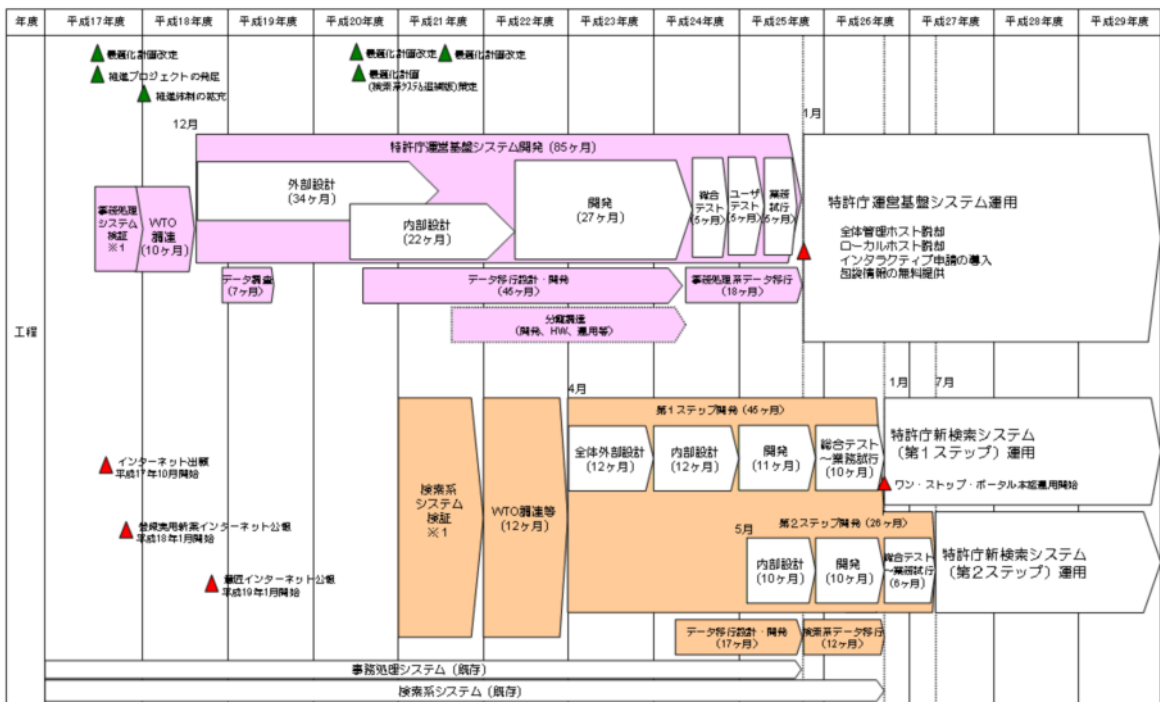 年度
平成17年度
平成18年度
平成19年度
平成20年度
平成21年度
平成22年度
平成23年度
平成24年度
平成25年度
平成26年度
平成27年度
平成28年度
平成29年度
工程
最適化計画改定
推進プロジェクトの発足
推進体制の拡充
最適化計画改定
最適化計画改定
最適化計画
(検索系システム追補版)策定
12月
1月
特許庁運営基盤システム開発(85ヶ月)
外部設計
(34ヶ月)
内部設計
(22ヶ月)
開発
(27ヶ月)
総合
テスト
(5ヶ月)
ユーザ
テスト
(5ヶ月)
業務
試行
5ヶ月)
事務処理
システム
検証
※1
WTO
調達
(10ヶ月)
特許庁運営基盤システム運用
全体管理ホスト脱却
ローカルホスト脱却
インタラクティブ申請の導入
包袋情報の無料提供
データ調査
(7ヶ月)
データ移行設計・開発
(45ヶ月)
事務処理系データ移行
(18ヶ月)
分離調達
(開発、HW、運用等)
4月
1月
7月
第1ステップ開発(45ヶ月)
全体外部設計
(12ヶ月)
内部設計
(12ヶ月)
開発
(11ヶ月)
総合テスト
～業務試行
(10ヶ月)
特許庁新検索システム
(第1ステップ)運用
ワン・ストップ・ポータル本格運用開始
インターネット出願
平成17年10月開始
登録実用新案インターネット公報
平成18年1月開始
意匠インターネット公報
平成19年1月開始
検索系
システム
検証
※1
WTO調達等
(12ヶ月)
第2ステップ開発(26ヶ月)
5月
内部設計
(10ヶ月)
開発
(10ヶ月)
総合テスト
～業務試行
(6ヶ月)
特許庁新検索システム
(第2ステップ)運用
データ移行設計・開発
(17ヶ月)
検索系データ移行
(12ヶ月)
事務処理システム(既存)
検索系システム(既存)